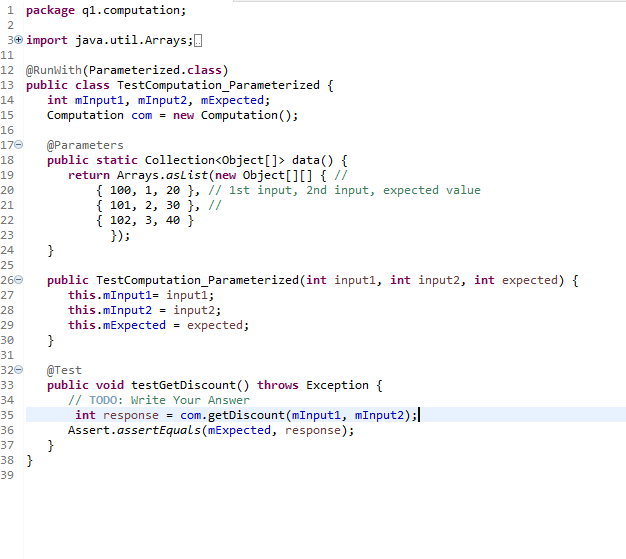 1 package q1.computation;
2
3 import java.util.Arrays;
11
12 @RunWith(Parameterized.class)
13 public class TestComputation_Parameterized {
14 int mInput1, mInput2, mExpected;
15 Computation com = new Computation();
16
17 @Parameters
18 public static Collection<Object[]> data() {
19 return Arrays.asList(new Object[][] { //
20 { 100, 1, 20 }, // 1st input, 2nd input, expected value
21 { 101, 2, 30 }, //
22 { 102, 3, 40 }
23 });
24 }
25
26 public TestComputation_Parameterized(int input1, int input2, int expected) {
27 this.mInput1= input1;
28 this.mInput2 = input2;
29 this.mExpected = expected;
30 }
31
32 @Test
33 public void testGetDiscount() throws Exception {
34 // TODO: Write Your Answer
35 int response = com.getDiscount(mInput1, mInput2);
36 Assert.assertEquals(mExpected, response);
37 }
38 }
39